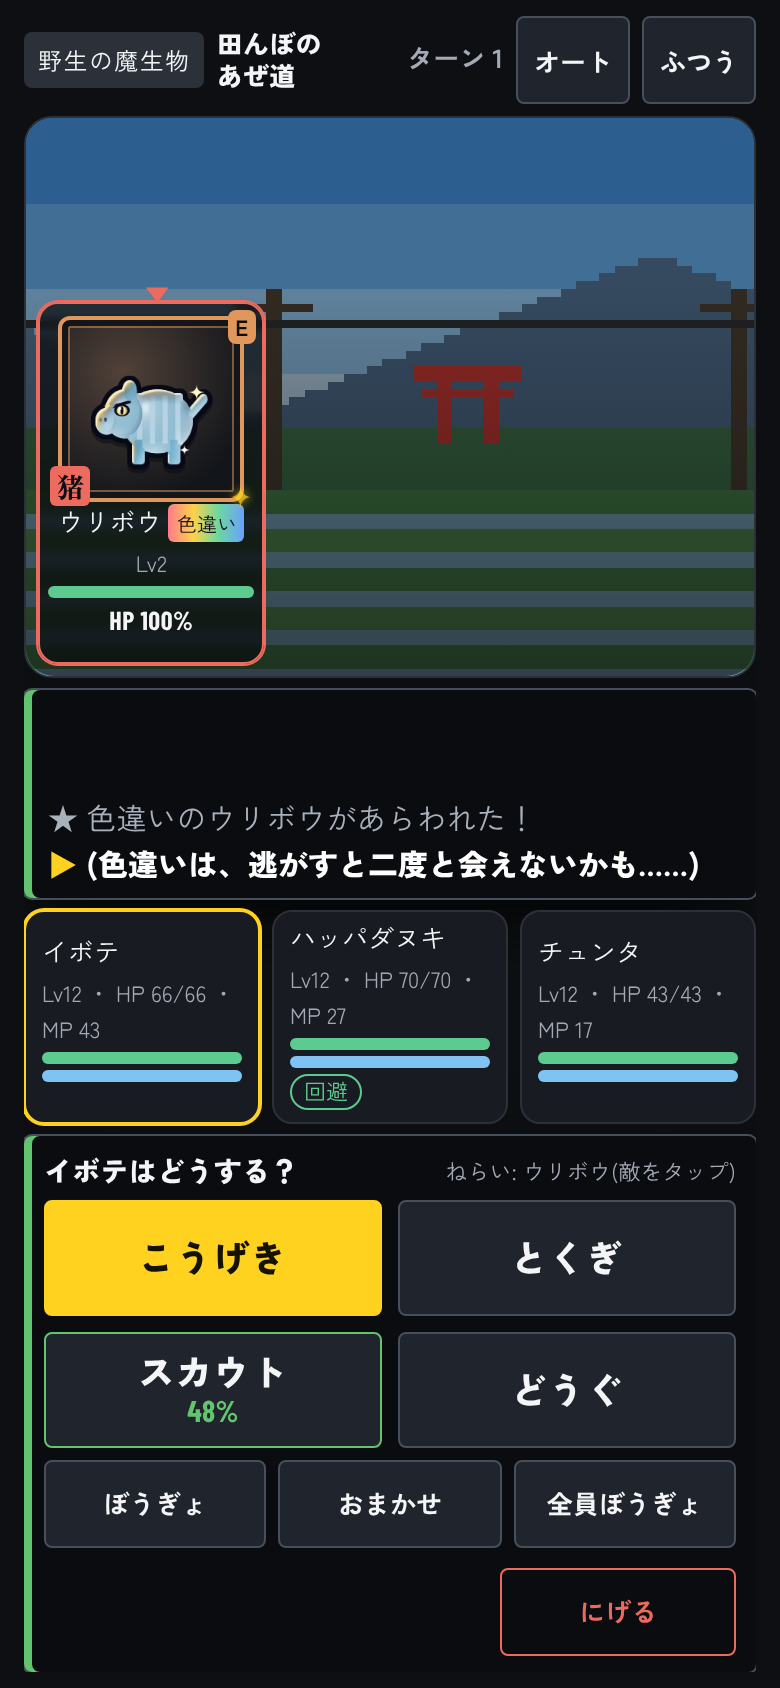 野生の魔生物
田んぼの
あぜ道
ターン 1
オート
ふつう
E
猪
ウリボウ 色違い
Lv2
HP 100%
★ 色違いのウリボウがあらわれた！
▶ (色違いは、逃がすと二度と会えないかも……)
イボテ
Lv12 ・ HP 66/66 ・
MP 43
ハッパダヌキ
Lv12 ・ HP 70/70 ・
MP 27
回避
チュンタ
Lv12 ・ HP 43/43 ・
MP 17
イボテはどうする？
ねらい: ウリボウ(敵をタップ)
こうげき
とくぎ
スカウト
48%
どうぐ
ぼうぎょ
おまかせ
全員ぼうぎょ
にげる